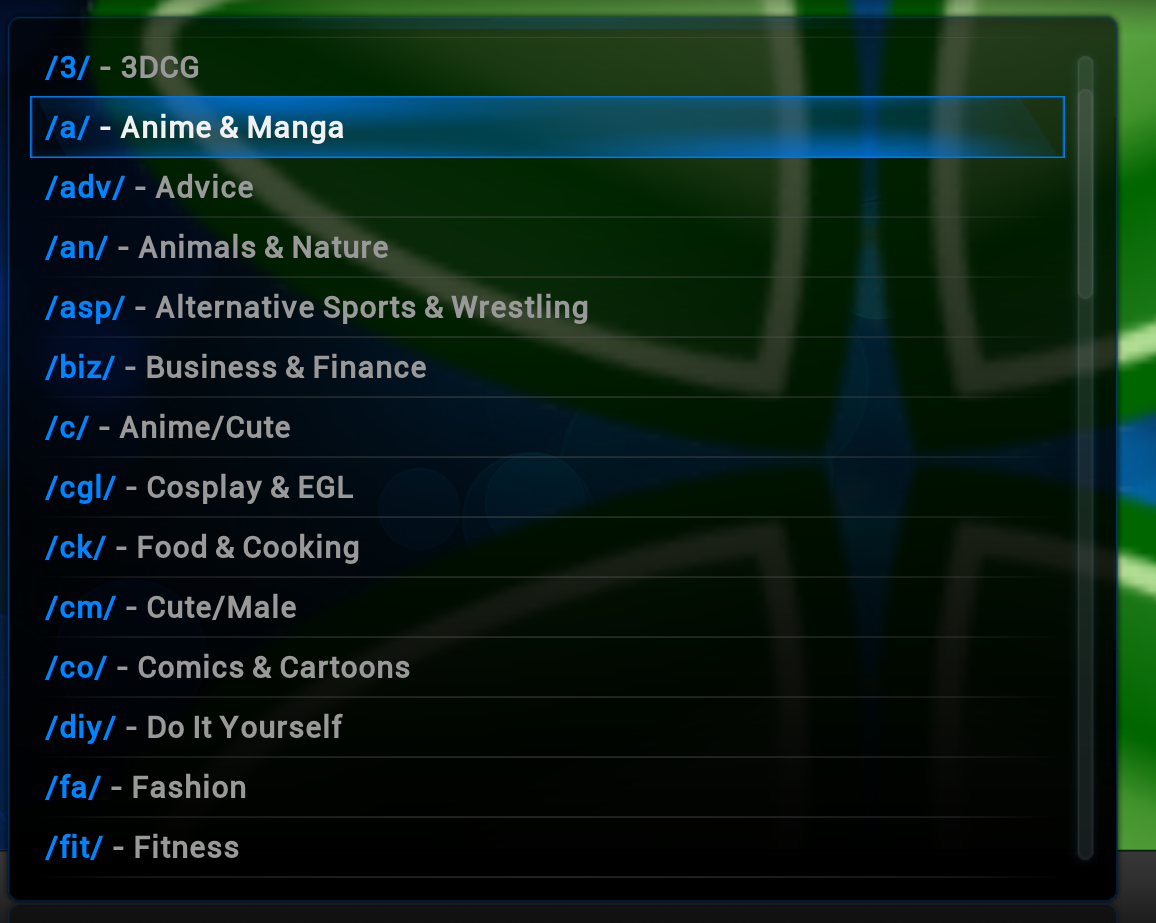 /3/ - 3DCG
/a/ - Anime & Manga
/adv/ - Advice
/an/ - Animals & Nature
/asp/ - Alternative Sports & Wrestling
/biz/ - Business & Finance
/c/ - Anime/Cute
/cgl/ - Cosplay & EGL
/ck/ - Food & Cooking
/cm/ - Cute/Male
/co/ - Comics & Cartoons
/diy/ - Do It Yourself
/fa/ - Fashion
/fit/ - Fitness